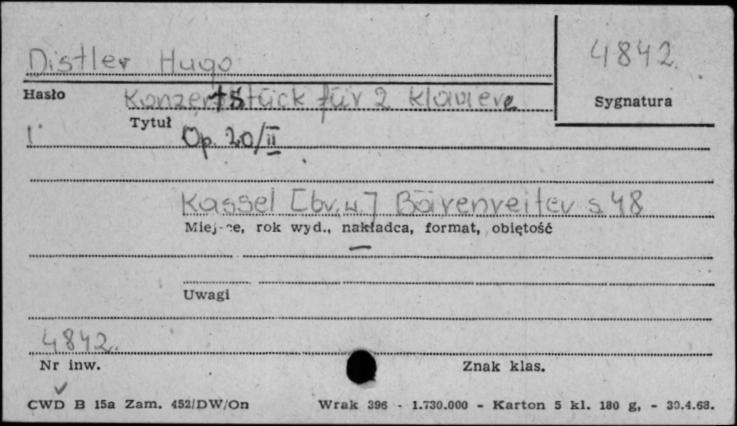 Distler Hugo
4842.
Hasło
Konzertstück für 2 Klaviere
Sygnatura
Tytuł
Op. 20/II
Kassel [br.w.] Bärenreiter s 48
Miejsce, rok wyd., nakładca, format, objętość
Uwagi
4842.
Nr inw.
Znak klas.
CWD B 15a Zam. 452/DW/On
Wrak 396 - 1.730.000 - Karton 5 kl. 180 g, - 30.4.68.